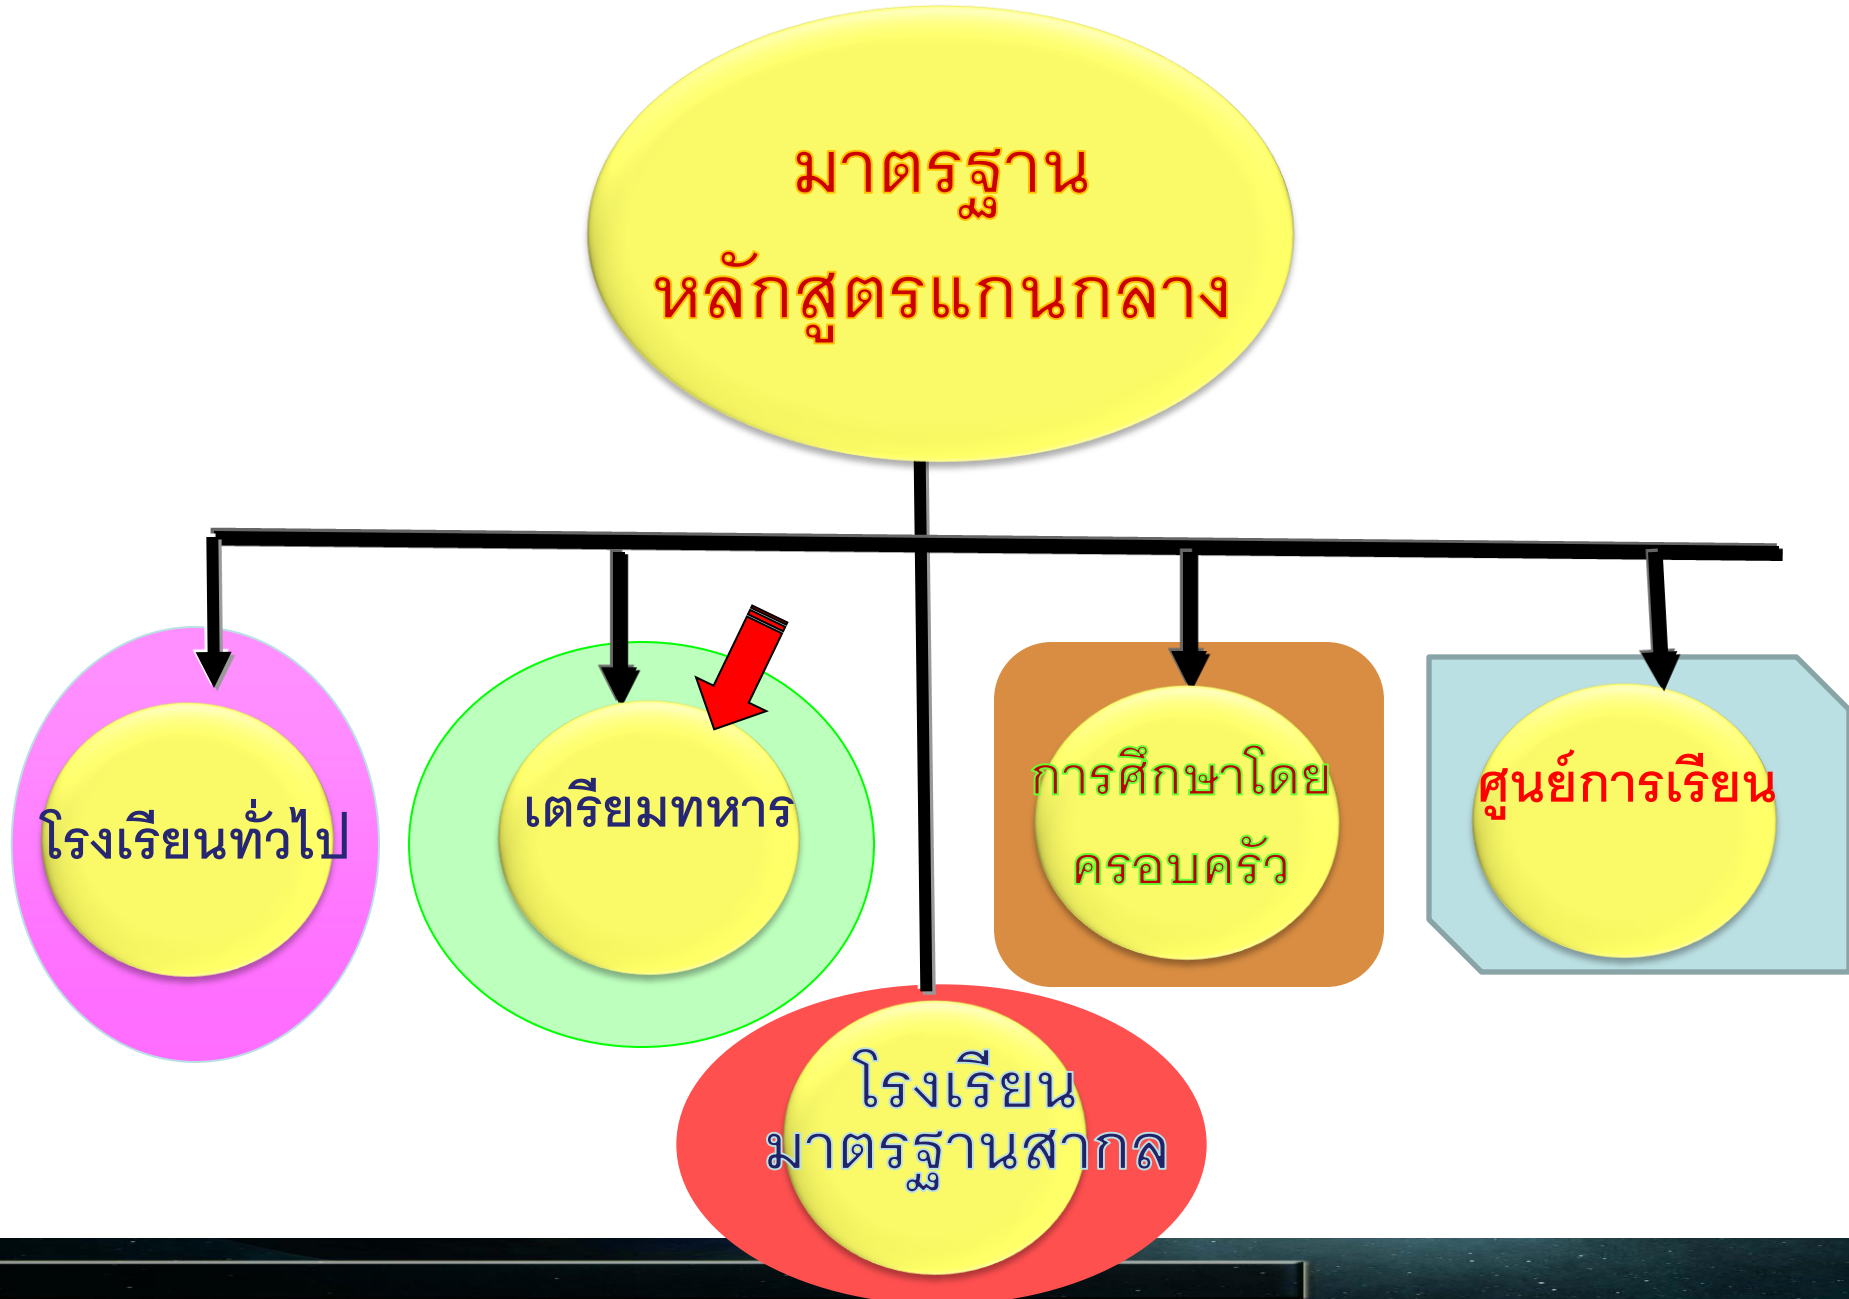 มาตรฐาน
หลักสูตรแกนกลาง
โรงเรียนทั่วไป
เตรียมทหาร
การศึกษาโดย
ครอบครัว
ศูนย์การเรียน
โรงเรียน
มาตรฐานสากล